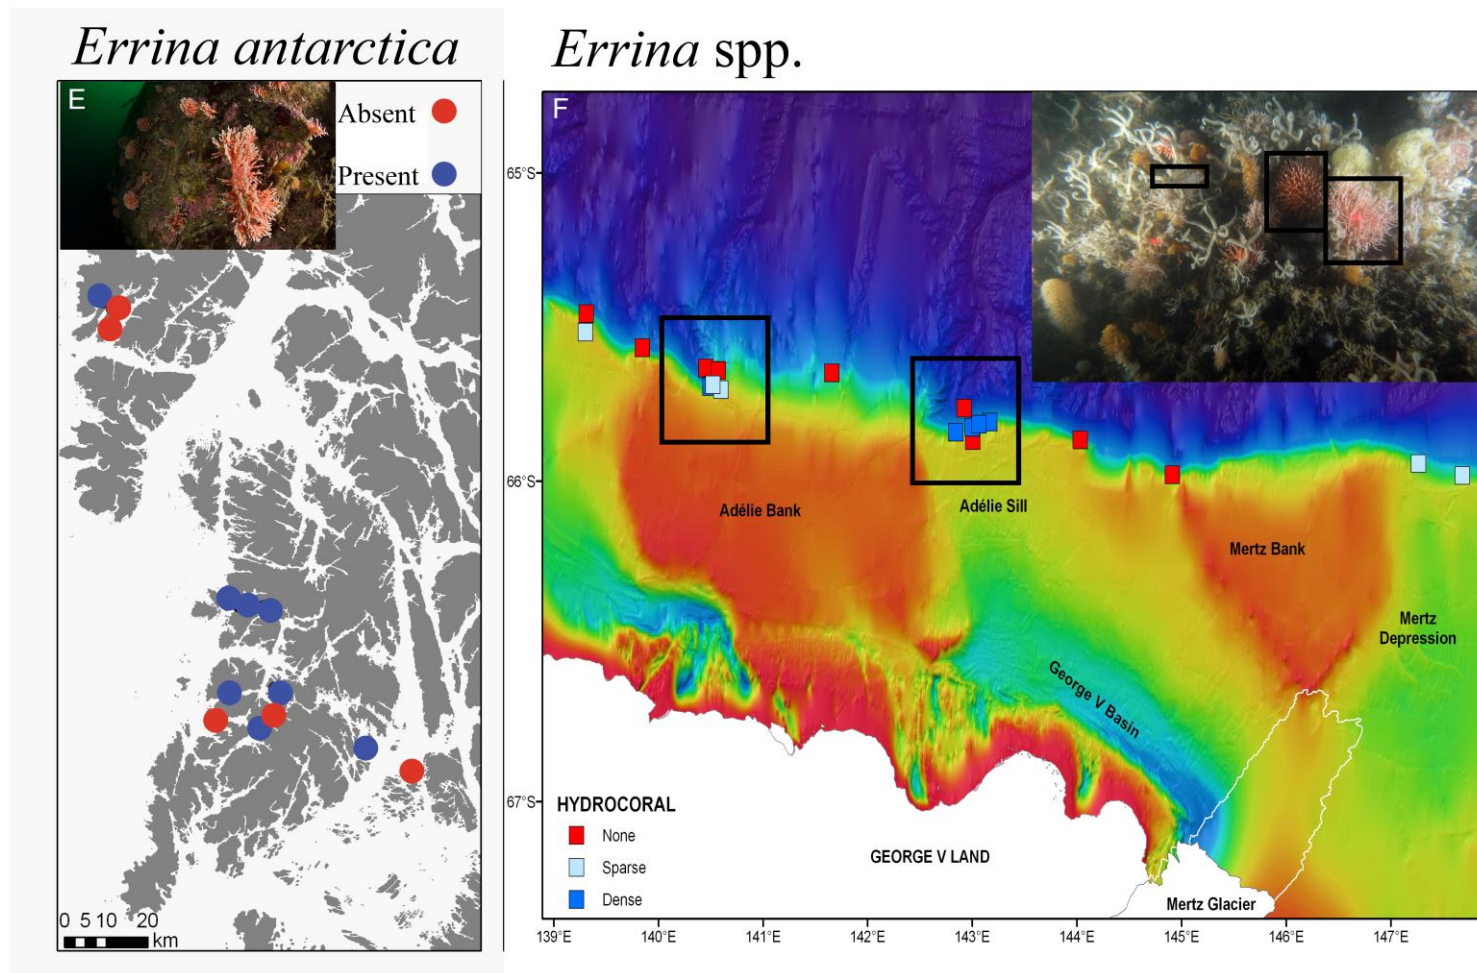 Errina antarctica
E
Absent
Present
0 5 10 20
km
Errina spp.
F
65°S
66°S
67°S
Adélie Bank
Adélie Sill
Mertz Bank
Mertz
Depression
George V Basin
HYDROCORAL
None
Sparse
Dense
GEORGE V LAND
Mertz Glacier
139°E 140°E 141°E 142°E 143°E 144°E 145°E 146°E 147°E